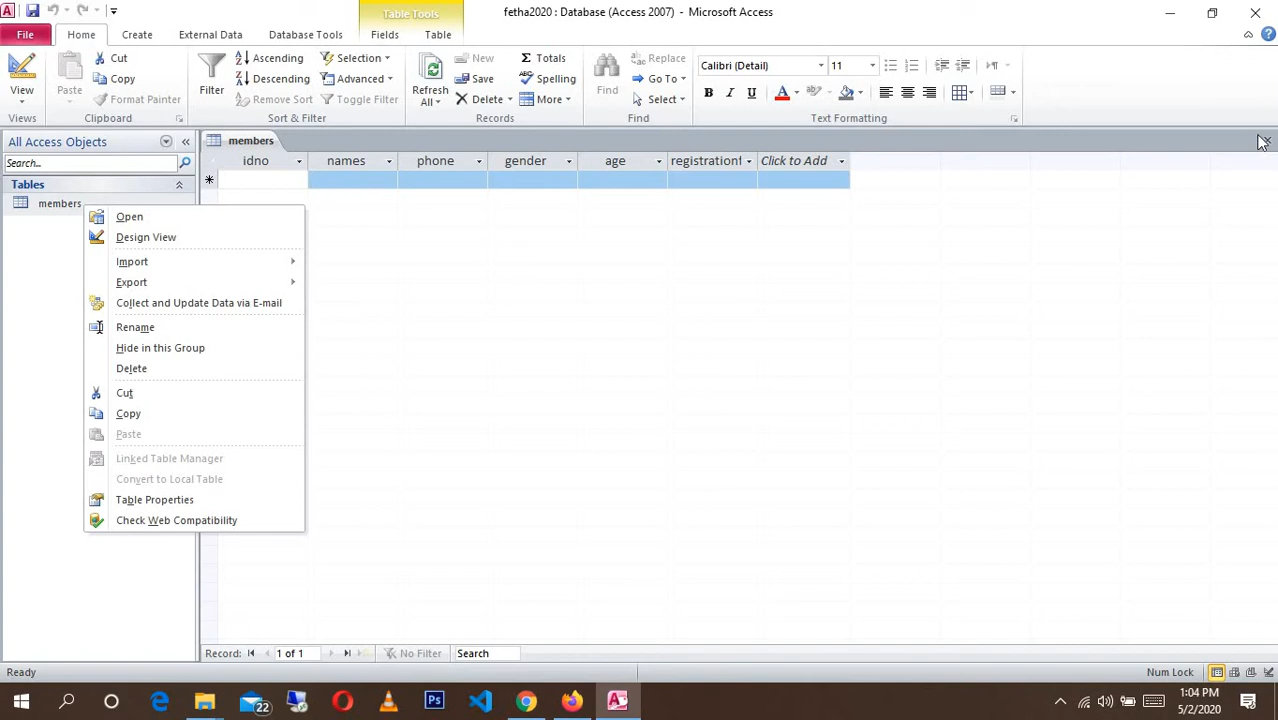 fetha2020 : Database (Access 2007) - Microsoft Access
Table Tools
File Home Create External Data Database Tools Fields Table
View
Views
Paste
Cut
Copy
Format Painter
Clipboard
Filter
Ascending
Descending
Remove Sort
Selection
Advanced
Toggle Filter
Sort & Filter
Refresh
All
New
Save
Delete
Totals
Spelling
More
Records
Find
Replace
Go To
Select
Find
Calibri (Detail) 11
B I U A ab
Text Formatting
All Access Objects
Search...
Tables
members
members
idno names phone gender age registrationf Click to Add
Open
Design View
Import
Export
Collect and Update Data via E-mail
Rename
Hide in this Group
Delete
Cut
Copy
Paste
Linked Table Manager
Convert to Local Table
Table Properties
Check Web Compatibility
Record: 1 of 1 No Filter Search
Ready Num Lock
22
Ps
1:04 PM
5/2/2020